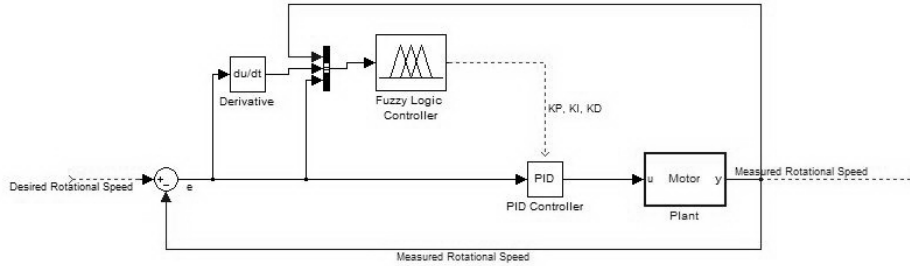 du/dt
Derivative
Fuzzy Logic
Controller
KP, KI, KD
Desired Rotational Speed
+
−
e
PID
PID Controller
u Motor y
Plant
Measured Rotational Speed
Measured Rotational Speed